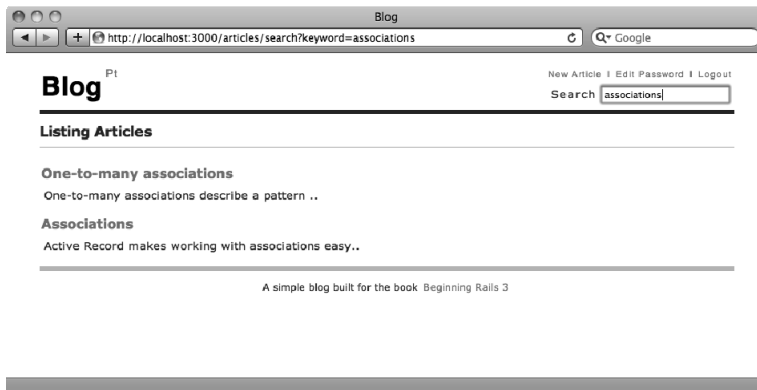 Blog
http://localhost:3000/articles/search?keyword=associations
Google
Blog Pt
New Article | Edit Password | Logout
Search associations
Listing Articles
One-to-many associations
One-to-many associations describe a pattern ..
Associations
Active Record makes working with associations easy..
A simple blog built for the book Beginning Rails 3